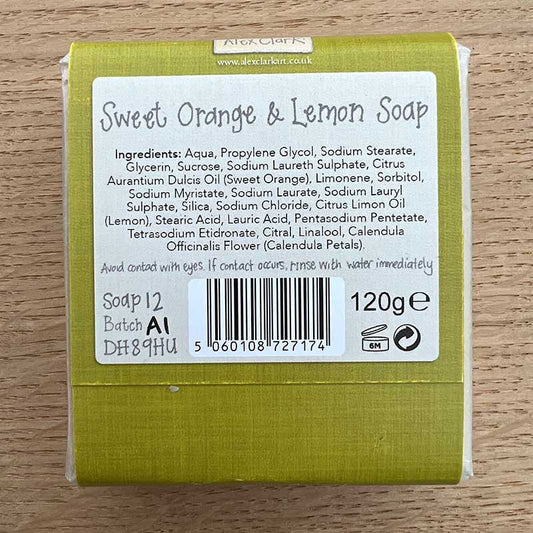 Alex Clark
www.alexclarkart.co.uk
Sweet Orange & Lemon Soap
Ingredients: Aqua, Propylene Glycol, Sodium Stearate,
Glycerin, Sucrose, Sodium Laureth Sulphate, Citrus
Aurantium Dulcis Oil (Sweet Orange), Limonene, Sorbitol,
Sodium Myristate, Sodium Laurate, Sodium Lauryl
Sulphate, Silica, Sodium Chloride, Citrus Limon Oil
(Lemon), Stearic Acid, Lauric Acid, Pentasodium Pentetate,
Tetrasodium Etidronate, Citral, Linalool, Calendula
Officinalis Flower (Calendula Petals).
Avoid contact with eyes. If contact occurs, rinse with water immediately
Soap 12
Batch A1
DH89HU
5 060108 727174
120g e
6M